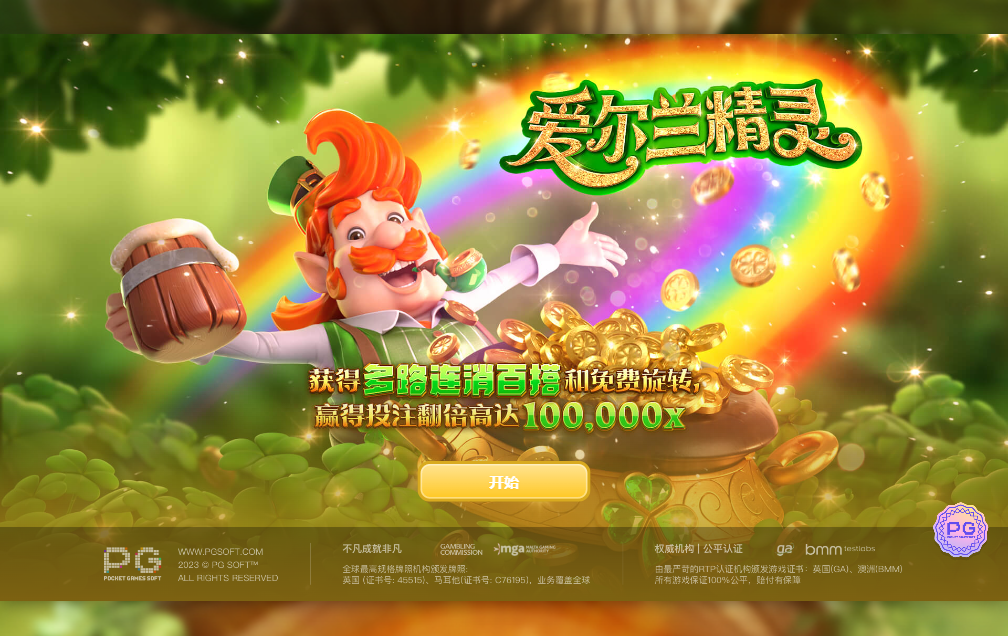 爱尔兰精灵
获得多路连消百搭和免费旋转,
赢得投注翻倍高达100,000x
开始
PG
POCKET GAMES SOFT
WWW.PGSOFT.COM
2023 © PG SOFT™
ALL RIGHTS RESERVED
不凡成就非凡
GAMBLING
COMMISSION
mga
全球最高规格牌照机构颁发牌照:
英国 (证书号: 45515)、马耳他(证书号: C76195)、业务覆盖全球
权威机构 | 公平认证
ga
bmm testlabs
由最严苛的RTP认证机构颁发游戏证书：英国(GA)、澳洲(BMM)
所有游戏保证100%公平，赔付有保障
PG